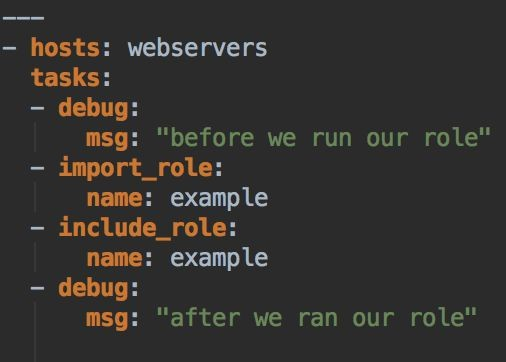 ---
- hosts: webservers
  tasks:
  - debug:
      msg: "before we run our role"
  - import_role:
      name: example
  - include_role:
      name: example
  - debug:
      msg: "after we ran our role"